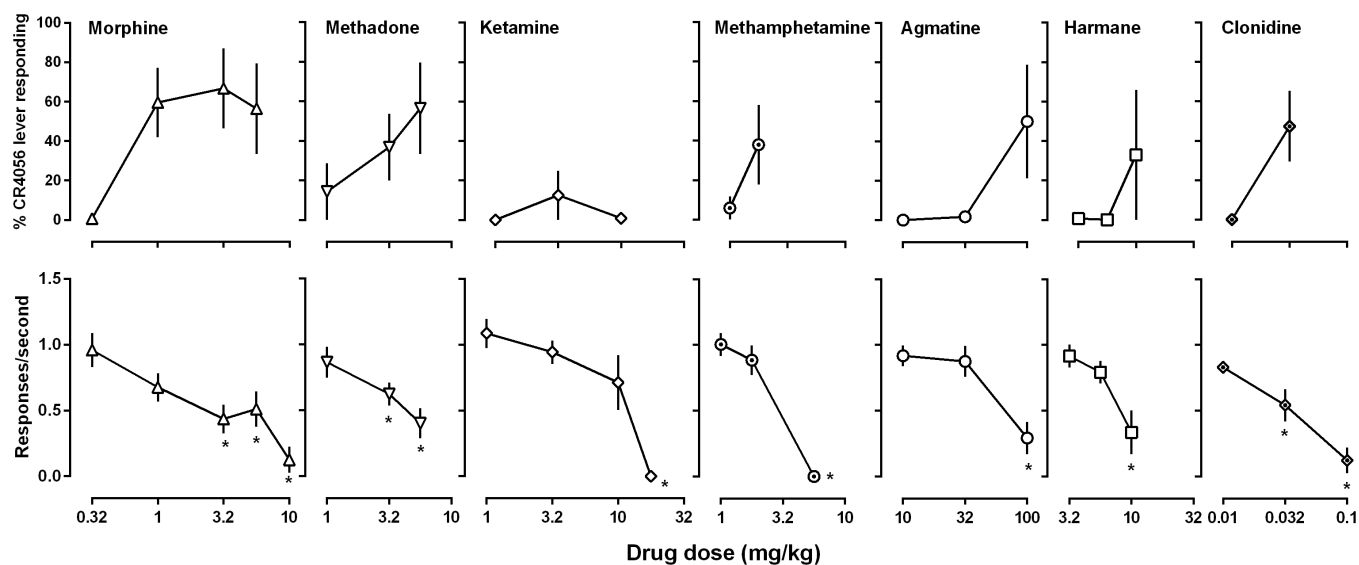 Morphine Methadone Ketamine Methamphetamine Agmatine Harmane Clonidine
% CR4056 lever responding
100
80
60
40
20
0
Responses/second
1.5
1.0
0.5
0.0
* * * * * * * * * * * *
0.32 1 3.2 10 1 3.2 10 1 3.2 10 32 1 3.2 10 10 32 100 3.2 10 32 0.01 0.032 0.1
Drug dose (mg/kg)